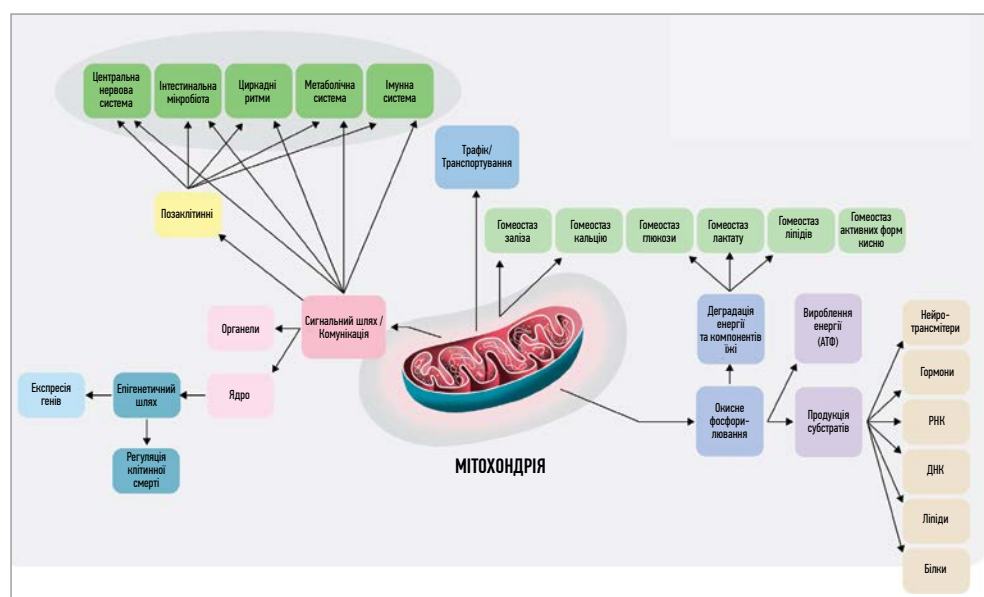 Центральна
нервова
система
Інтестинальна
мікробіота
Циркадні
ритми
Метаболічна
система
Імунна
система
Трафік/
Транспортування
Позаклітинні
Гомеостаз
заліза
Гомеостаз
кальцію
Гомеостаз
глюкози
Гомеостаз
лактату
Гомеостаз
ліпідів
Гомеостаз
активних форм
кисню
Органели
Сигнальний шлях /
Комунікація
Деградація
енергії
та компонентів
їжі
Вироблення
енергії
(АТФ)
Нейро-
трансмітери
Гормони
Експресія
генів
Епігенетичний
шлях
Ядро
Окисне
фосфори-
лювання
Продукція
субстратів
РНК
Регуляція
клітинної
смерті
МІТОХОНДРІЯ
ДНК
Ліпіди
Білки